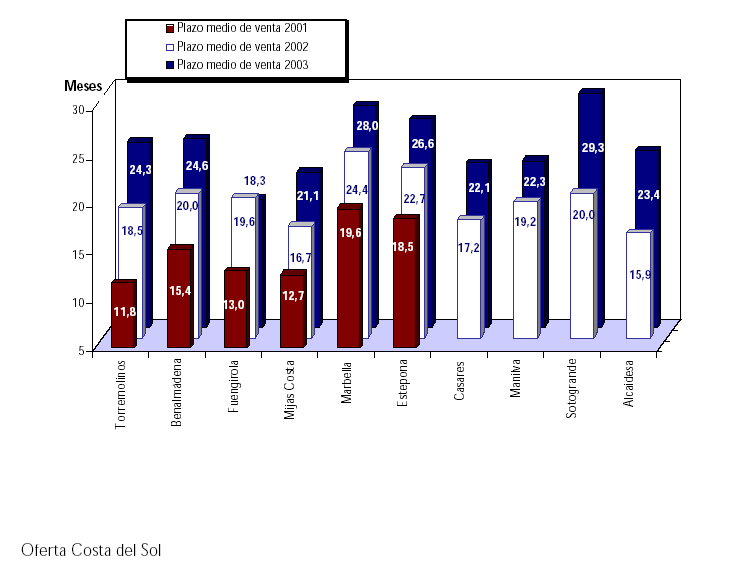 Plazo medio de venta 2001
Plazo medio de venta 2002
Plazo medio de venta 2003
Meses
30
25
20
15
10
5
24,3
24,6
18,3
21,1
28,0
26,6
22,1
22,3
29,3
23,4
18,5
20,0
19,6
16,7
24,4
22,7
17,2
19,2
20,0
15,9
11,8
15,4
13,0
12,7
19,6
18,5
Torremolinos
Benalmádena
Fuengirola
Mijas Costa
Marbella
Estepona
Casares
Manilva
Sotogrande
Alcaidesa
Oferta Costa del Sol